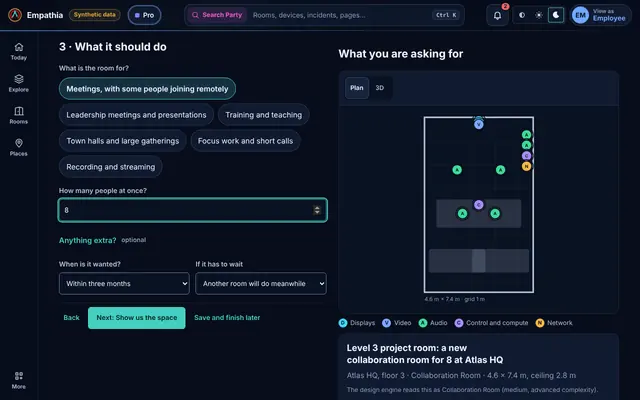 Empathia
Synthetic data
Pro
Search Party
Rooms, devices, incidents, pages...
Ctrl K
2
EM
View as
Employee
Today
Explore
Rooms
Places
More
3 · What it should do
What is the room for?
Meetings, with some people joining remotely
Leadership meetings and presentations
Training and teaching
Town halls and large gatherings
Focus work and short calls
Recording and streaming
How many people at once?
8
Anything extra? optional
When is it wanted?
If it has to wait
Within three months
Another room will do meanwhile
Back
Next: Show us the space
Save and finish later
What you are asking for
Plan
3D
V
A
A
C
N
A
A
C
A
A
4.6 m × 7.4 m · grid 1 m
D Displays
V Video
A Audio
C Control and compute
N Network
Level 3 project room: a new
collaboration room for 8 at Atlas HQ
Atlas HQ, floor 3 · Collaboration Room · 4.6 × 7.4 m, ceiling 2.8 m
The design engine reads this as Collaboration Room (medium, advanced complexity).